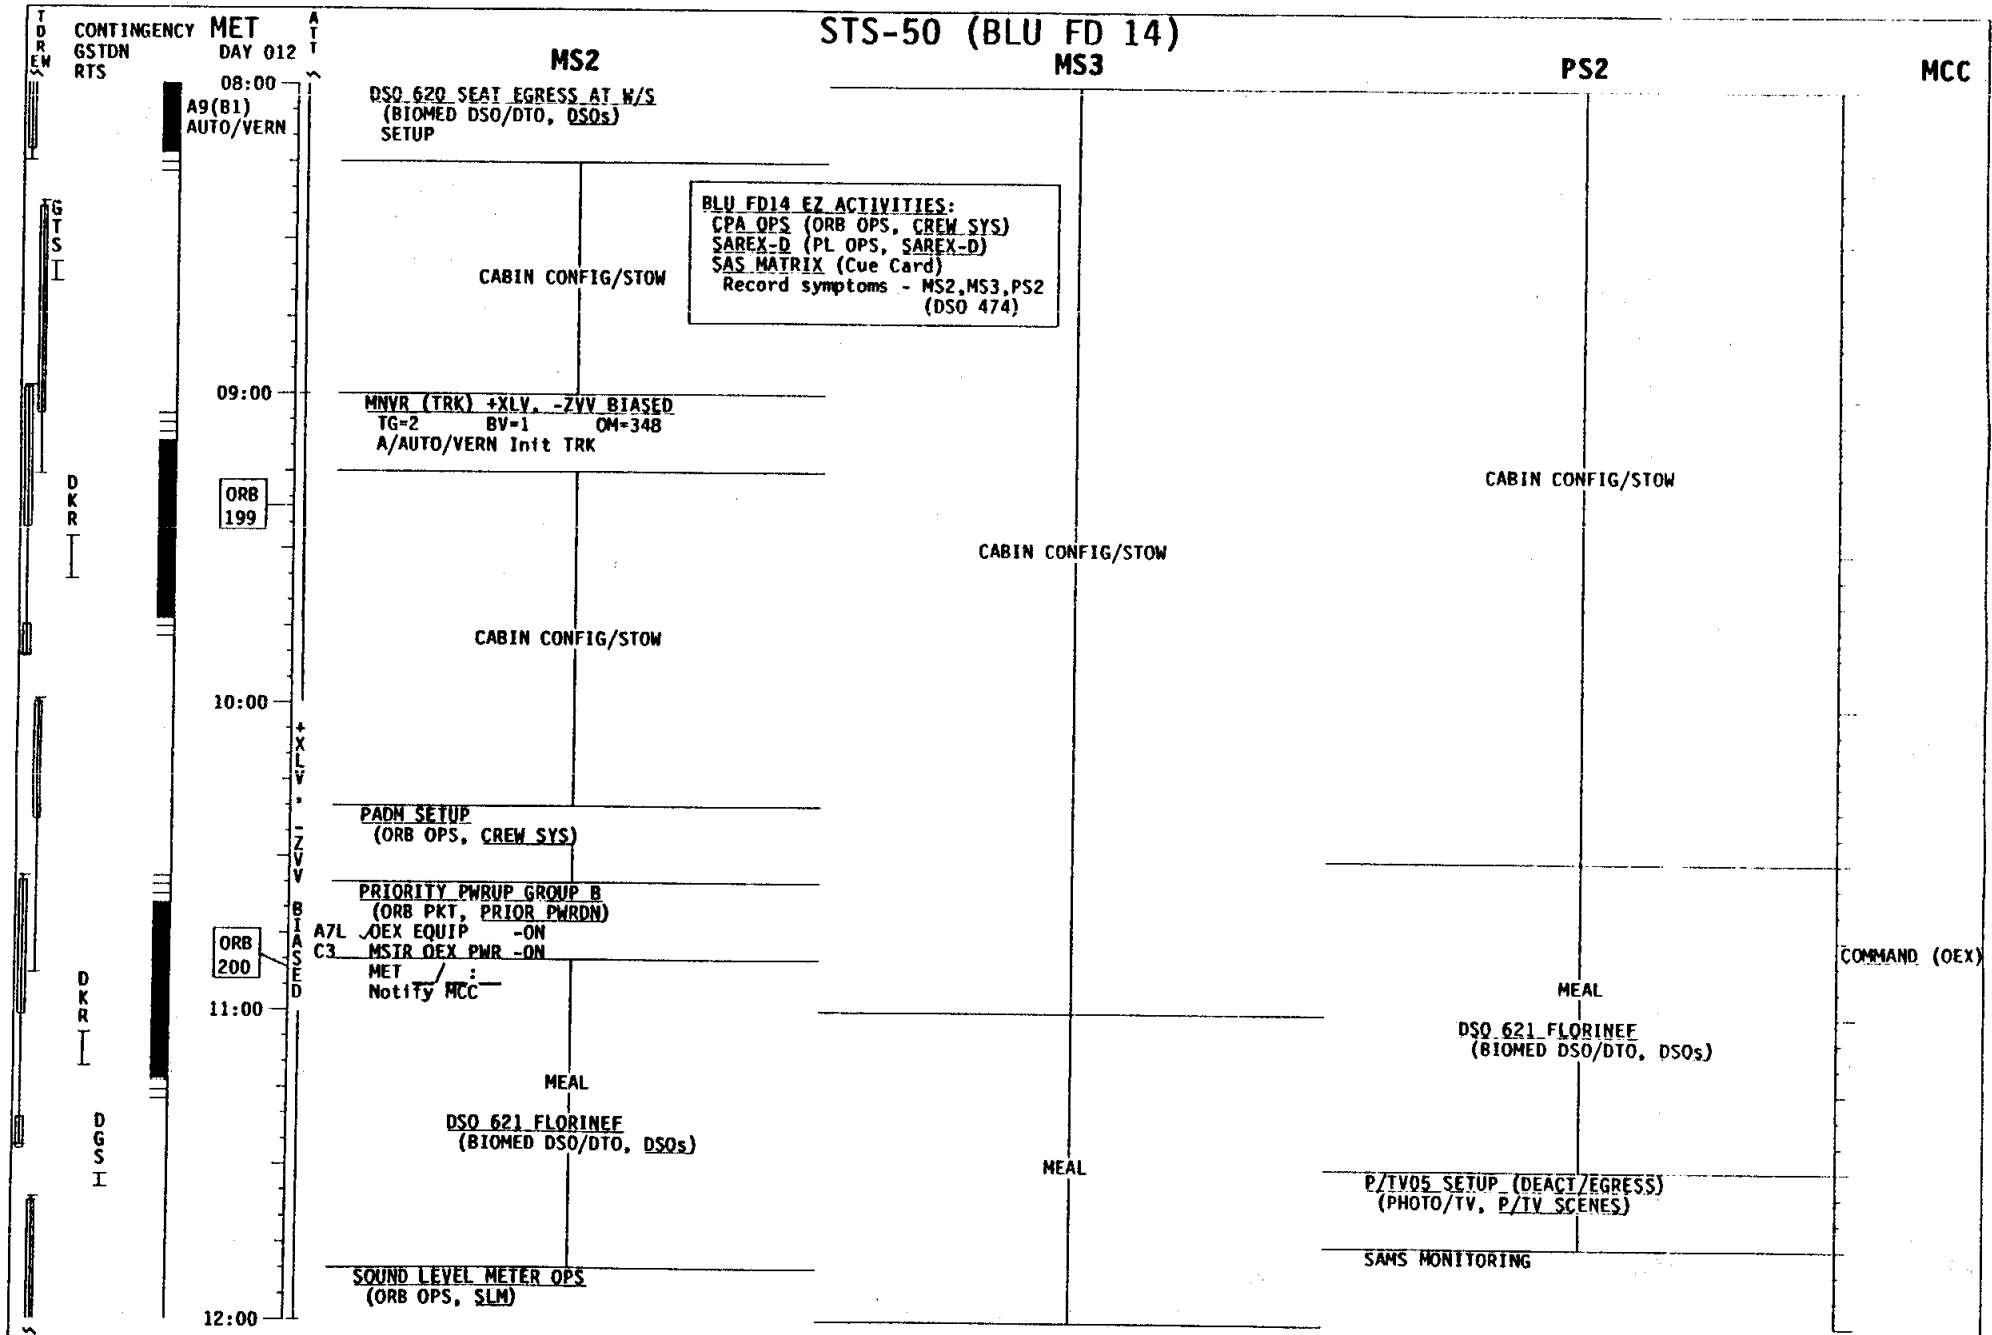 STS-50 (BLU FD 14)
TDRS
E W
CONTINGENCY
GSTDN
RTS
MET
DAY 012
ATT
MS2
MS3
PS2
MCC
08:00
A9(B1)
AUTO/VERN
DSO 620 SEAT EGRESS AT W/S
(BIOMED DSO/DTO, DSOs)
SETUP
GTS
BLU FD14 EZ ACTIVITIES:
CPA OPS (ORB OPS, CREW SYS)
SAREX-D (PL OPS, SAREX-D)
SAS MATRIX (Cue Card)
Record symptoms - MS2,MS3,PS2
(DSO 474)
CABIN CONFIG/STOW
09:00
MNVR (TRK) +XLV, -ZVV BIASED
TG=2 BV=1 OM=348
A/AUTO/VERN Init TRK
DKR
ORB
199
CABIN CONFIG/STOW
CABIN CONFIG/STOW
CABIN CONFIG/STOW
10:00
+XLV, -ZVV BIASED
PADM SETUP
(ORB OPS, CREW SYS)
PRIORITY PWRUP GROUP B
(ORB PKT, PRIOR PWRDN)
A7L ✓OEX EQUIP -ON
C3 MSTR OEX PWR -ON
MET __/__:__
Notify MCC
ORB
200
COMMAND (OEX)
DKR
11:00
MEAL
DSO 621 FLORINEF
(BIOMED DSO/DTO, DSOs)
MEAL
DSO 621 FLORINEF
(BIOMED DSO/DTO, DSOs)
DGS
MEAL
P/TV05 SETUP (DEACT/EGRESS)
(PHOTO/TV, P/TV SCENES)
SAMS MONITORING
SOUND LEVEL METER OPS
(ORB OPS, SLM)
12:00